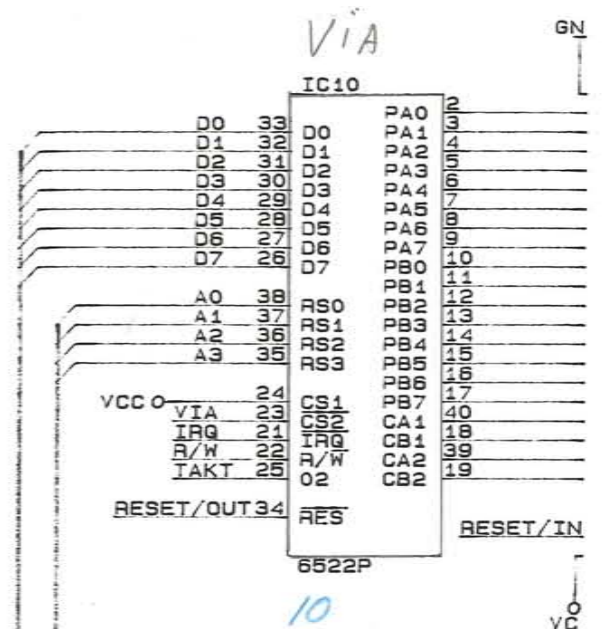 ViA
GN
IC10
PA0 2
D0 33 D0 PA1 3
D1 32 D1 PA2 4
D2 31 D2 PA3 5
D3 30 D3 PA4 6
D4 29 D4 PA5 7
D5 28 D5 PA6 8
D6 27 D6 PA7 9
D7 26 D7 PB0 10
PB1 11
A0 38 RS0 PB2 12
A1 37 RS1 PB3 13
A2 36 RS2 PB4 14
A3 35 RS3 PB5 15
PB6 16
VCC 24 CS1 PB7 17
VIA 23 CS2 CA1 40
IRQ 21 IRQ CB1 18
R/W 22 R/W CA2 39
TAKT 25 02 CB2 19
RESET/OUT 34 RES
RESET/IN
6522P
10
VC